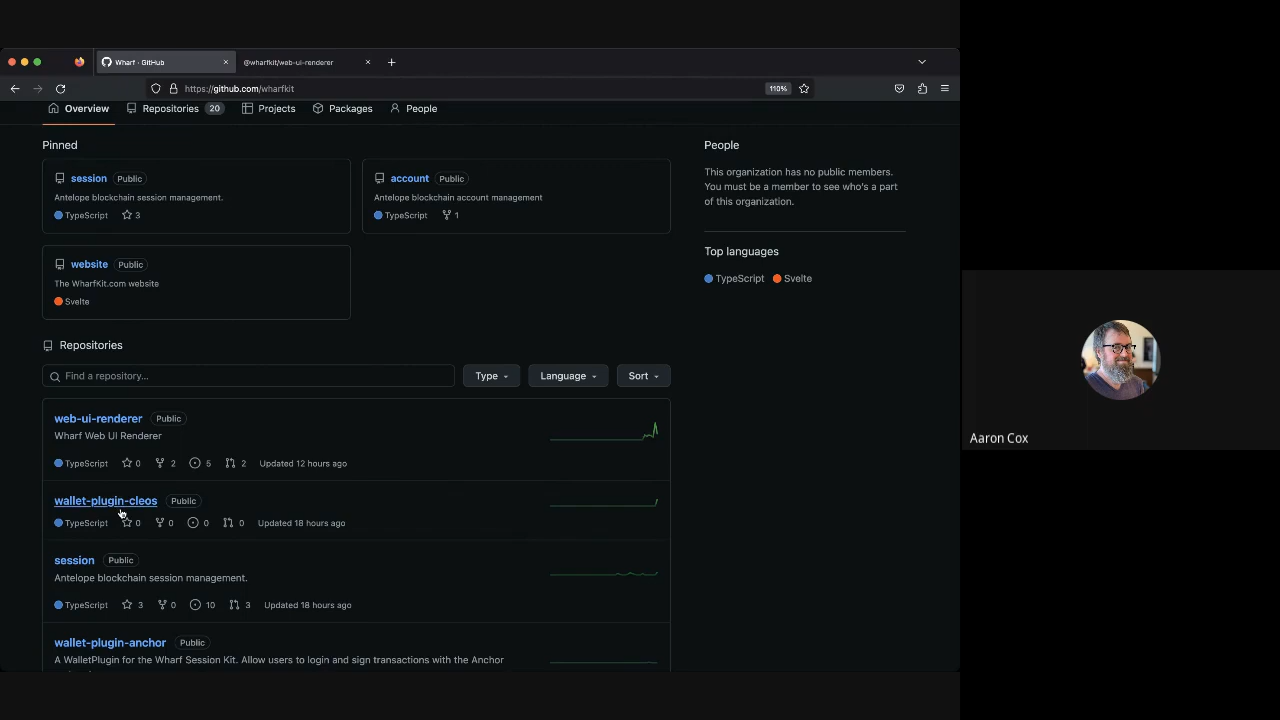 Wharf · GitHub
@wharfkit/web-ui-renderer
https://github.com/wharfkit
110%
Overview
Repositories 20
Projects
Packages
People
Pinned
session Public
Antelope blockchain session management.
TypeScript 3
account Public
Antelope blockchain account management
TypeScript 1
website Public
The WharfKit.com website
Svelte
People
This organization has no public members.
You must be a member to see who's a part
of this organization.
Top languages
TypeScript Svelte
Repositories
Find a repository...
Type
Language
Sort
web-ui-renderer Public
Wharf Web UI Renderer
TypeScript 0 2 5 2 Updated 12 hours ago
wallet-plugin-cleos Public
TypeScript 0 0 0 0 Updated 18 hours ago
session Public
Antelope blockchain session management.
TypeScript 3 0 10 3 Updated 18 hours ago
wallet-plugin-anchor Public
A WalletPlugin for the Wharf Session Kit. Allow users to login and sign transactions with the Anchor
Aaron Cox